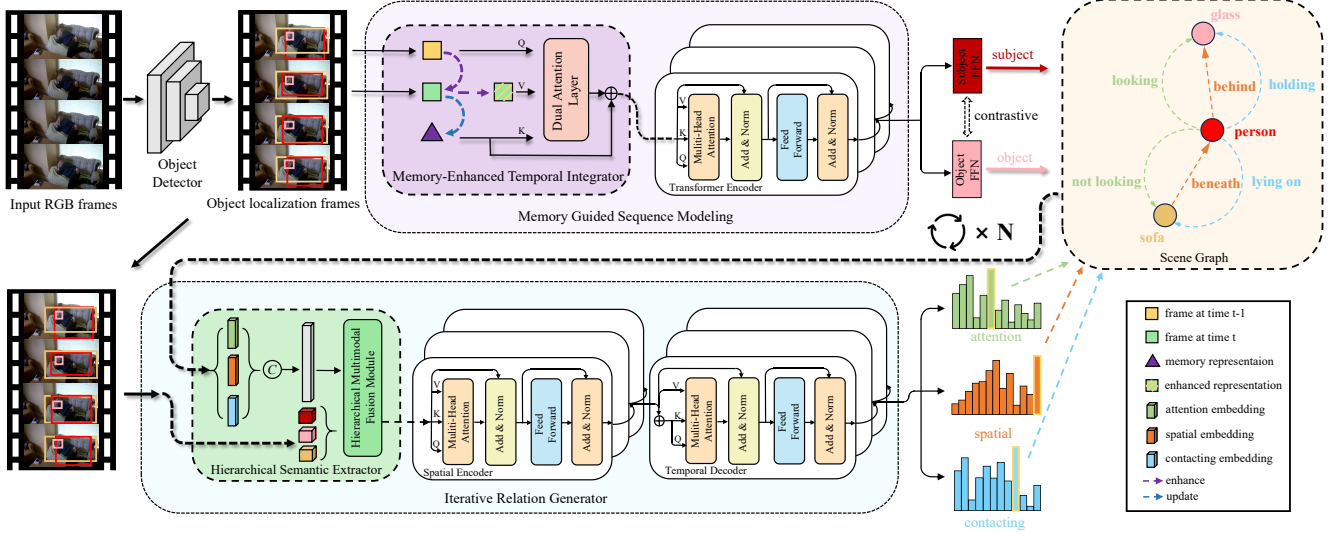 Input RGB frames
Object
Detector
Object localization frames
Q
V
K
Dual Attention
Layer
Memory-Enhanced Temporal Integrator
Memory Guided Sequence Modeling
V
K
Q
Muliti-Head
Attention
Add & Norm
Feed
Forward
Add & Norm
Transformer Encoder
Subject
FFN
subject
contrastive
Object
FFN
object
× N
glass
looking
holding
behind
person
not looking
beneath
lying on
sofa
Scene Graph
C
Hierarchical Multimodal
Fusion Module
Hierarchical Semantic Extractor
V
K
Q
Muliti-Head
Attention
Add & Norm
Feed
Forward
Add & Norm
Spatial Encoder
V
K
Q
Muliti-Head
Attention
Add & Norm
Feed
Forward
Add & Norm
Temporal Decoder
Iterative Relation Generator
attention
spatial
contacting
frame at time t-1
frame at time t
memory representaion
enhanced representation
attention embedding
spatial embedding
contacting embedding
enhance
update